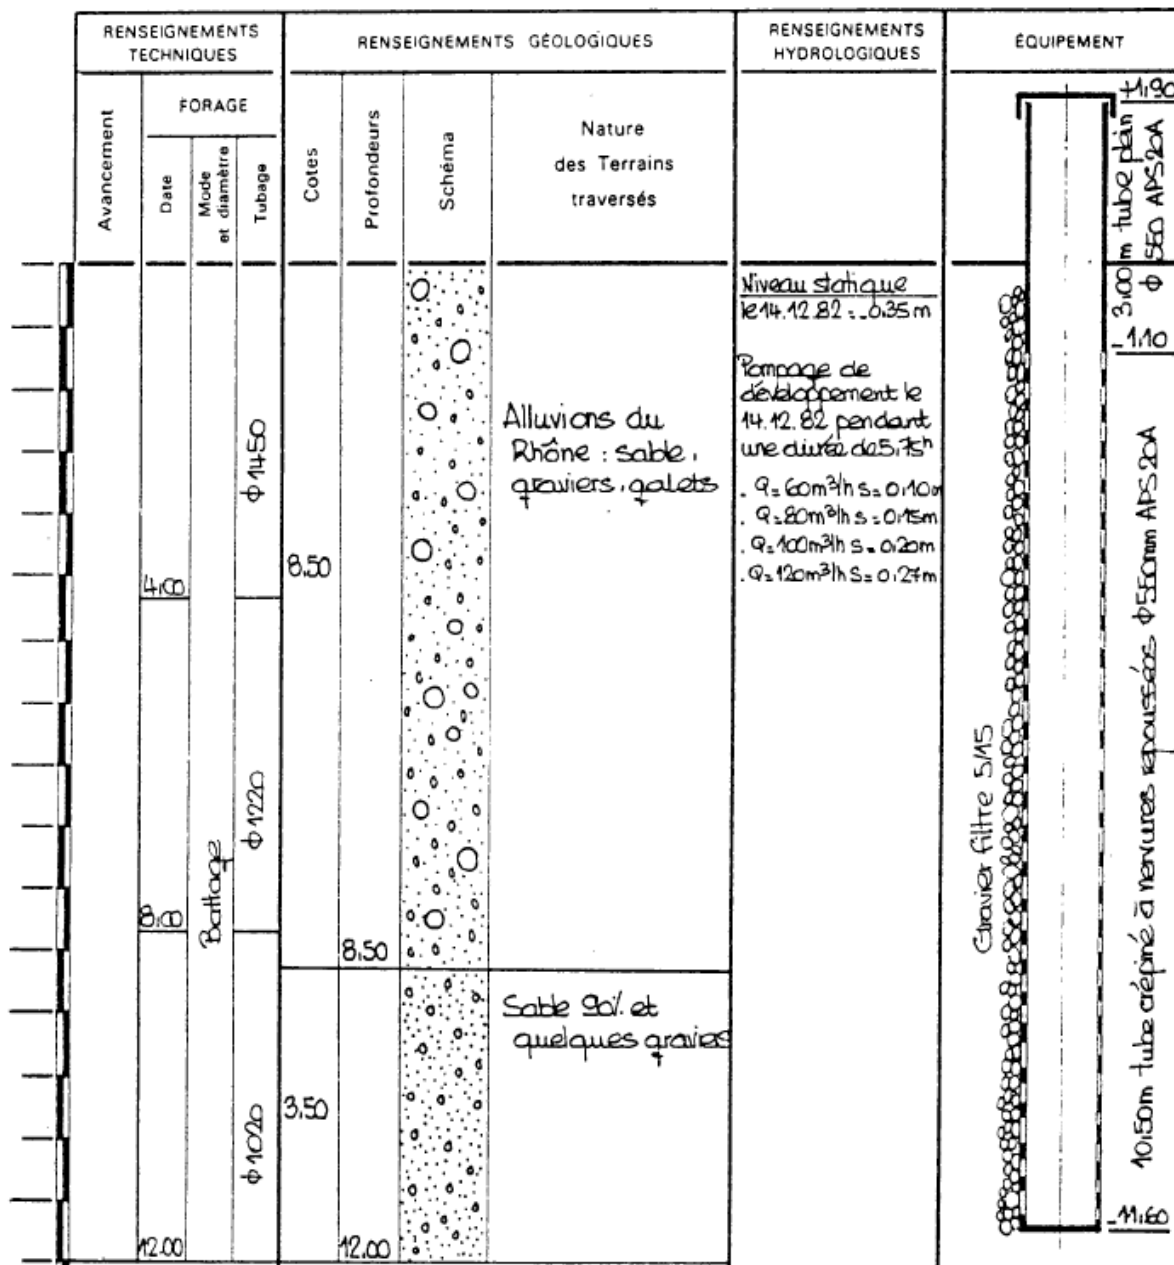 RENSEIGNEMENTS
TECHNIQUES
RENSEIGNEMENTS GÉOLOGIQUES
RENSEIGNEMENTS
HYDROLOGIQUES
ÉQUIPEMENT
Avancement
FORAGE
Date
Mode
et diamètre
Tubage
Cotes
Profondeurs
Schéma
Nature
des Terrains
traversés
+1,90
3,00m tube plein
ϕ 560 APS20A
-1,10
Niveau statique
le 14.12.82 : -0,35m
Pompage de
développement le
14.12.82 pendant
une durée de 5,75h
. Q=60m³/h s=0,10m
. Q=80m³/h s=0,15m
. Q=100m³/h s=0,20m
. Q=120m³/h s=0,27m
Alluvions du
Rhône : sable,
graviers, galets
ϕ1450
8,50
4,00
ϕ1220
Battage
8,00
8,50
Sable 90% et
quelques graviers
3,50
ϕ1020
12.00
12.00
Gravier filtre 5/15
10,50m tube crépiné à nervures repoussées ϕ560mm APS20A
-11,60